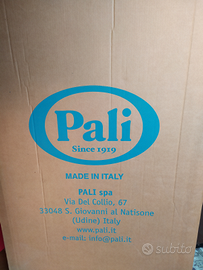 Pali
Since 1919
MADE IN ITALY
PALI spa
Via Del Collio, 67
33048 S. Giovanni al Natisone
(Udine) Italy
www.pali.it
e-mail: info@pali.it
subito